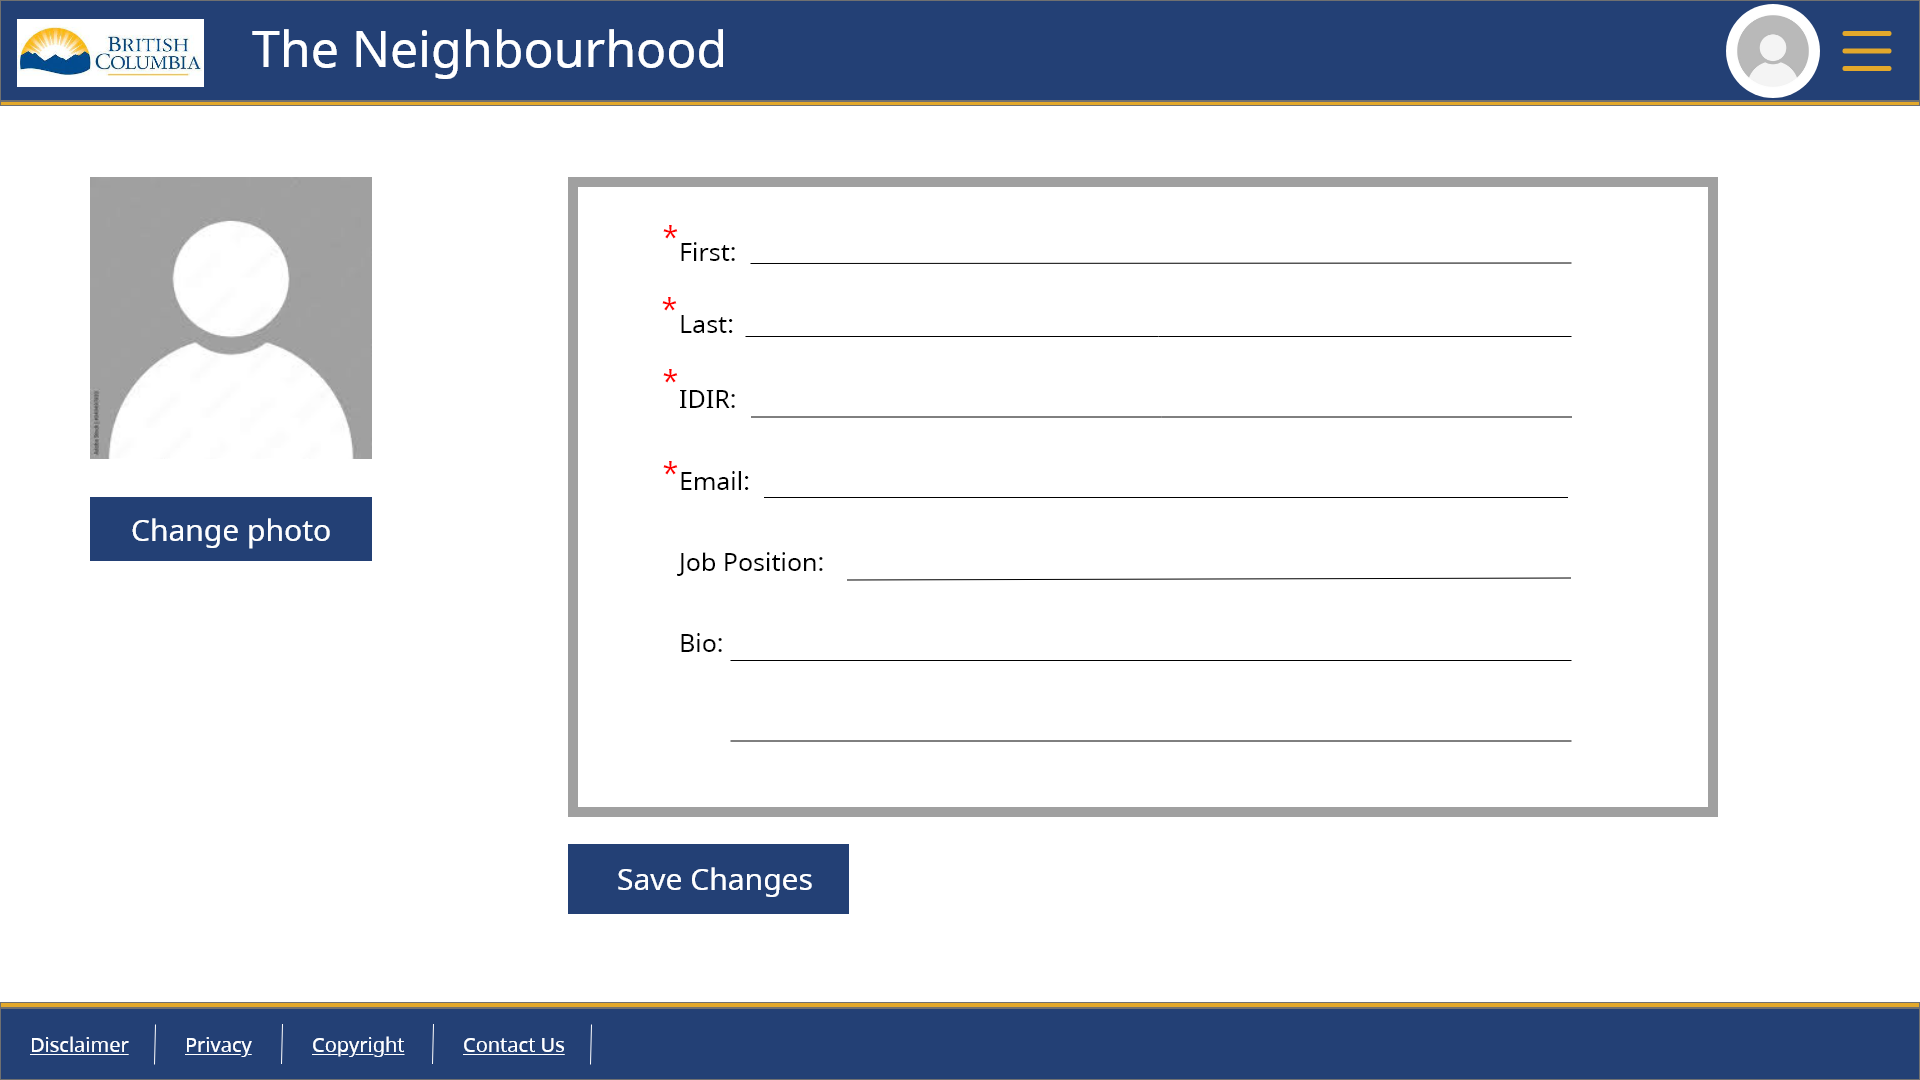 BRITISH
COLUMBIA
The Neighbourhood
*First:
*Last:
*IDIR:
*Email:
Job Position:
Bio:
Change photo
Save Changes
Disclaimer
Privacy
Copyright
Contact Us